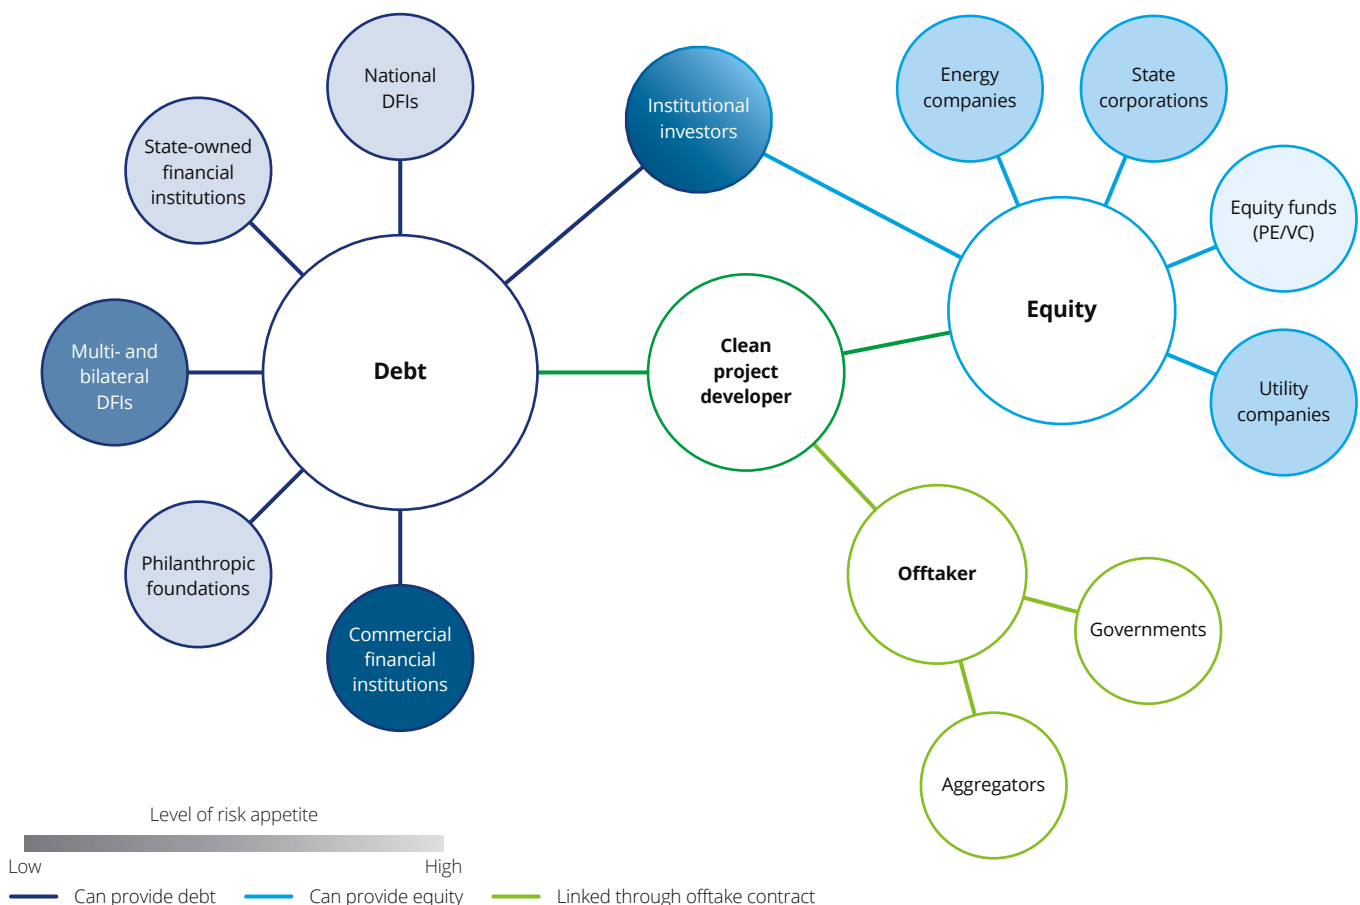 National
DFIs
State-owned
financial
institutions
Multi- and
bilateral
DFIs
Philanthropic
foundations
Commercial
financial
institutions
Debt
Institutional
investors
Clean
project
developer
Energy
companies
State
corporations
Equity funds
(PE/VC)
Utility
companies
Equity
Offtaker
Governments
Aggregators
Level of risk appetite
Low
High
Can provide debt
Can provide equity
Linked through offtake contract